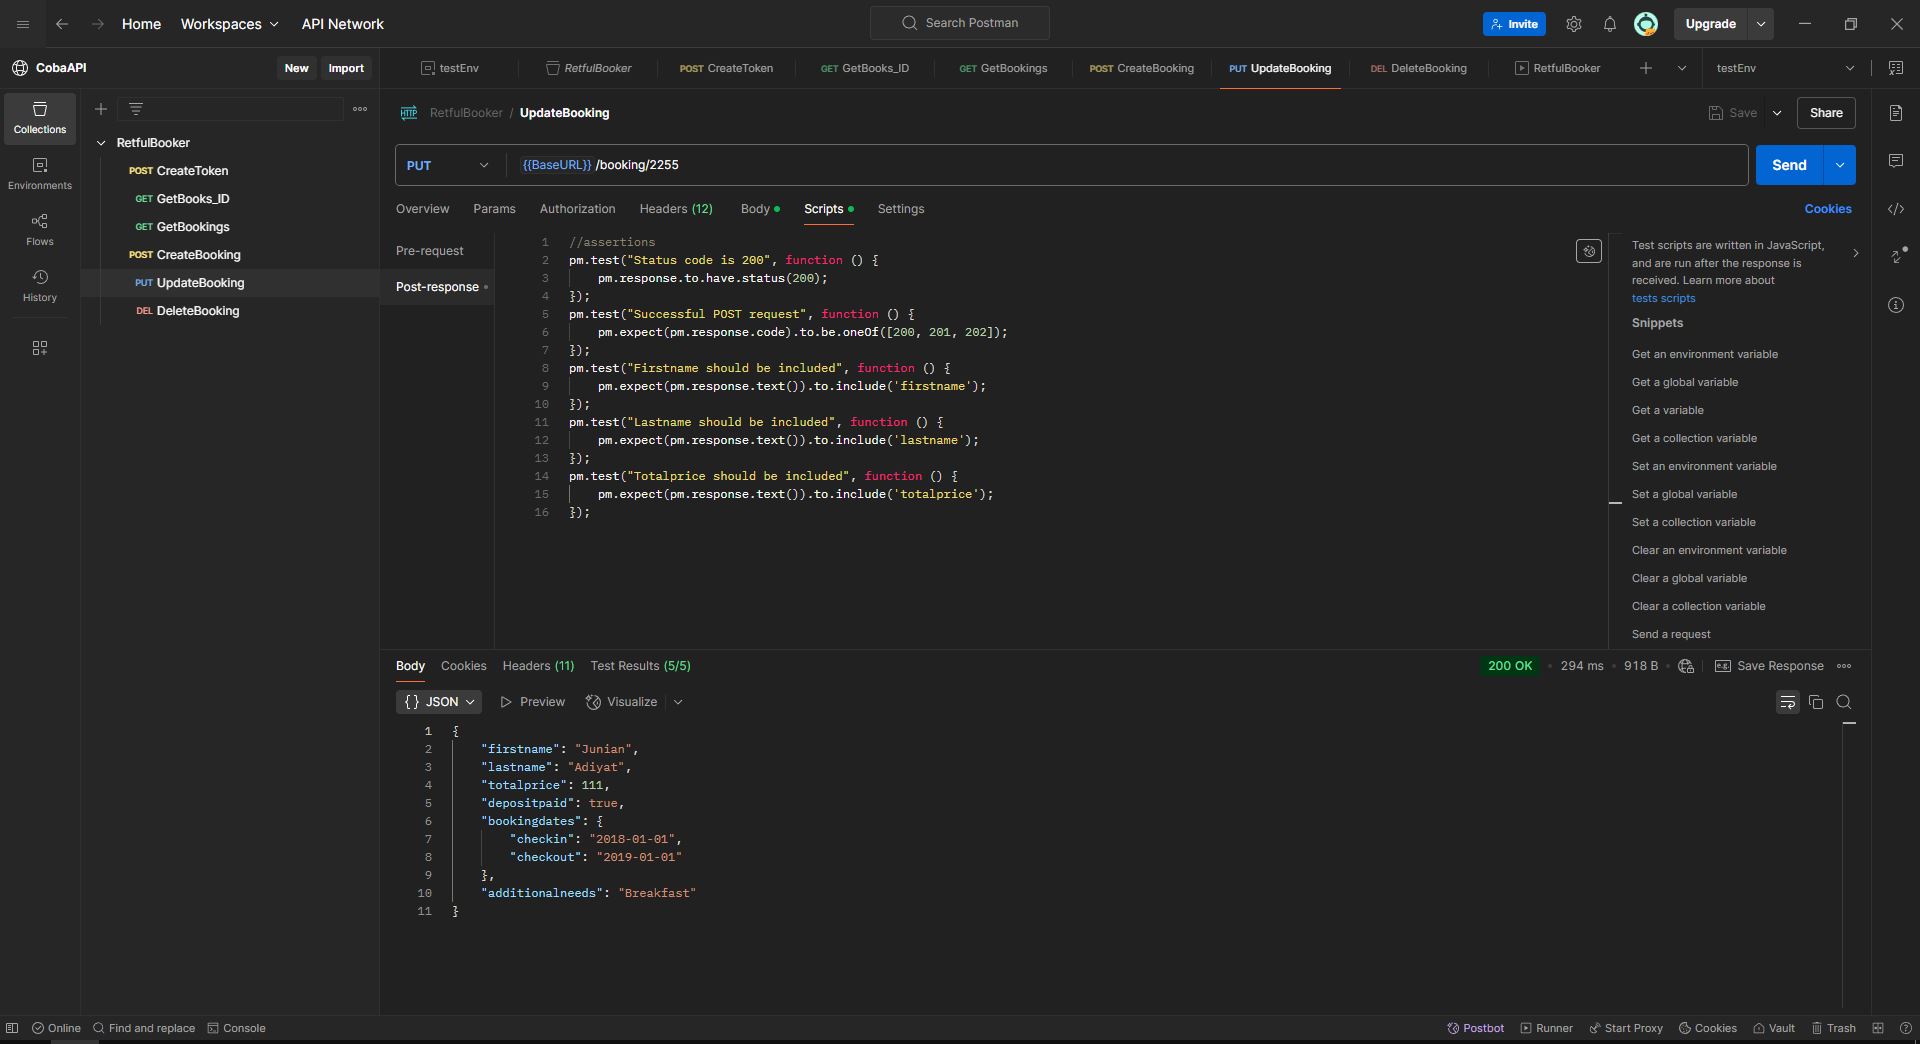 Home Workspaces API Network Search Postman Invite Upgrade
CobaAPI New Import testEnv RetfulBooker POST CreateToken GET GetBooks_ID GET GetBookings POST CreateBooking PUT UpdateBooking DEL DeleteBooking RetfulBooker testEnv
Collections
Environments
Flows
History
RetfulBooker
POST CreateToken
GET GetBooks_ID
GET GetBookings
POST CreateBooking
PUT UpdateBooking
DEL DeleteBooking
HTTP RetfulBooker / UpdateBooking Save Share
PUT {{BaseURL}} /booking/2255 Send
Overview Params Authorization Headers (12) Body Scripts Settings Cookies
Pre-request
Post-response
1 //assertions
2 pm.test("Status code is 200", function () {
3 pm.response.to.have.status(200);
4 });
5 pm.test("Successful POST request", function () {
6 pm.expect(pm.response.code).to.be.oneOf([200, 201, 202]);
7 });
8 pm.test("Firstname should be included", function () {
9 pm.expect(pm.response.text()).to.include('firstname');
10 });
11 pm.test("Lastname should be included", function () {
12 pm.expect(pm.response.text()).to.include('lastname');
13 });
14 pm.test("Totalprice should be included", function () {
15 pm.expect(pm.response.text()).to.include('totalprice');
16 });
Test scripts are written in JavaScript,
and are run after the response is
received. Learn more about
tests scripts
Snippets
Get an environment variable
Get a global variable
Get a variable
Get a collection variable
Set an environment variable
Set a global variable
Set a collection variable
Clear an environment variable
Clear a global variable
Clear a collection variable
Send a request
Body Cookies Headers (11) Test Results (5/5) 200 OK 294 ms 918 B e.g. Save Response
{} JSON Preview Visualize
1 {
2 "firstname": "Junian",
3 "lastname": "Adiyat",
4 "totalprice": 111,
5 "depositpaid": true,
6 "bookingdates": {
7 "checkin": "2018-01-01",
8 "checkout": "2019-01-01"
9 },
10 "additionalneeds": "Breakfast"
11 }
Online Find and replace Console Postbot Runner Start Proxy Cookies Vault Trash